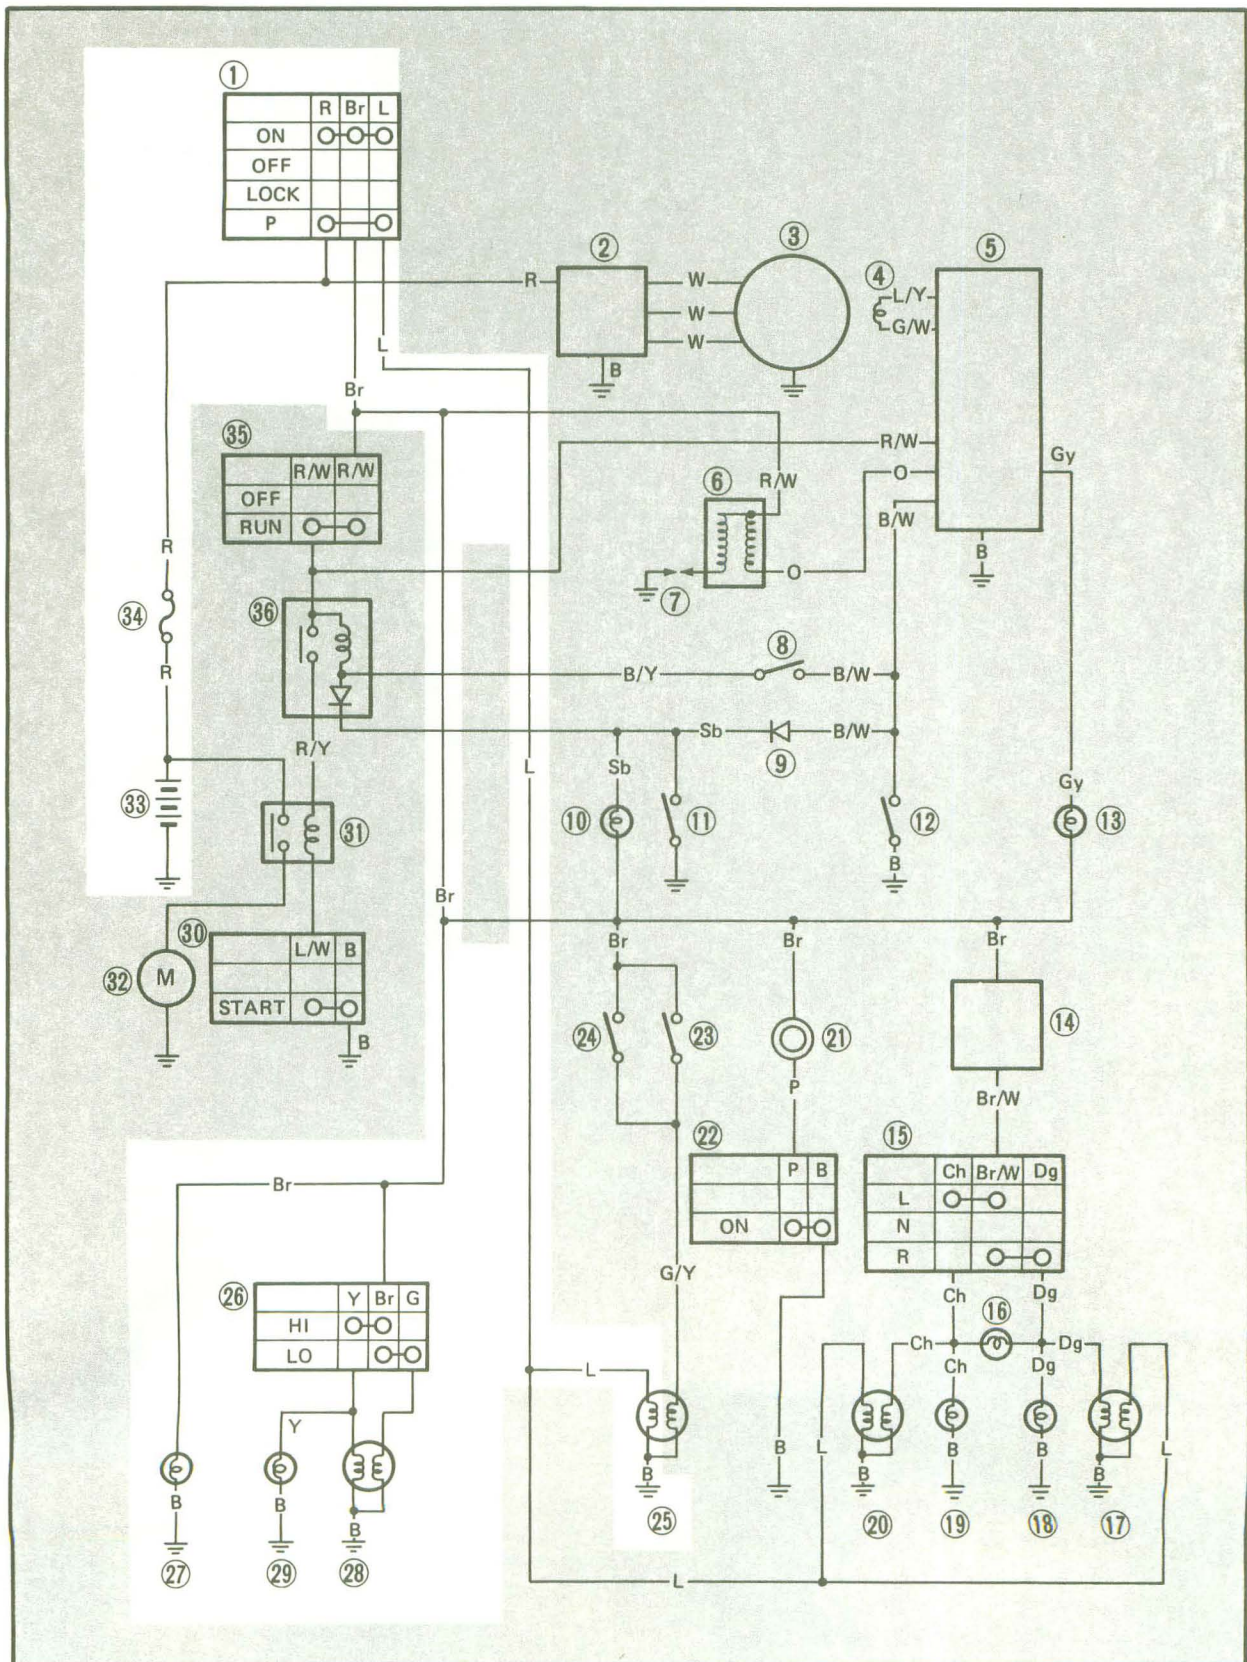 ①
R Br L
ON
OFF
LOCK
P
② ③ ④ ⑤
R W
W
W
L/Y
G/W
B
L
Br
㉟
R/W R/W
OFF
RUN
R/W
O
B/W
Gy
⑥
R/W
B
O
⑦
R
㉞
R
㊱
⑧
B/Y B/W
Sb B/W
⑨
R/Y
L
Sb
Gy
㉝
㉛
⑩ ⑪ ⑫ ⑬
B
Br
㉚
L/W B
START
㉜ M
B
Br Br Br
㉔ ㉓ ㉑ ⑭
P
Br/W
㉒
P B
ON
⑮
Ch Br/W Dg
L
N
R
Br
G/Y
㉖
Y Br G
HI
LO
Ch Dg
⑯
Ch Dg
Ch Dg
L
Y
B L B B L
B B B
B B
B
㉕ ⑳ ⑲ ⑱ ⑰
㉗ ㉙ ㉘
L